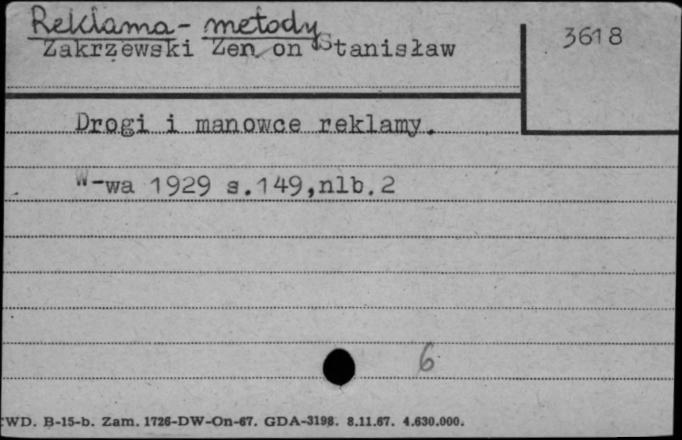 Reklama - metody
Zakrzewski Zenon Stanisław
3618
Drogi i manowce reklamy.
W-wa 1929 s.149,nlb.2
6
WD. B-15-b. Zam. 1726-DW-On-67. GDA-3198. 8.11.67. 4.630.000.